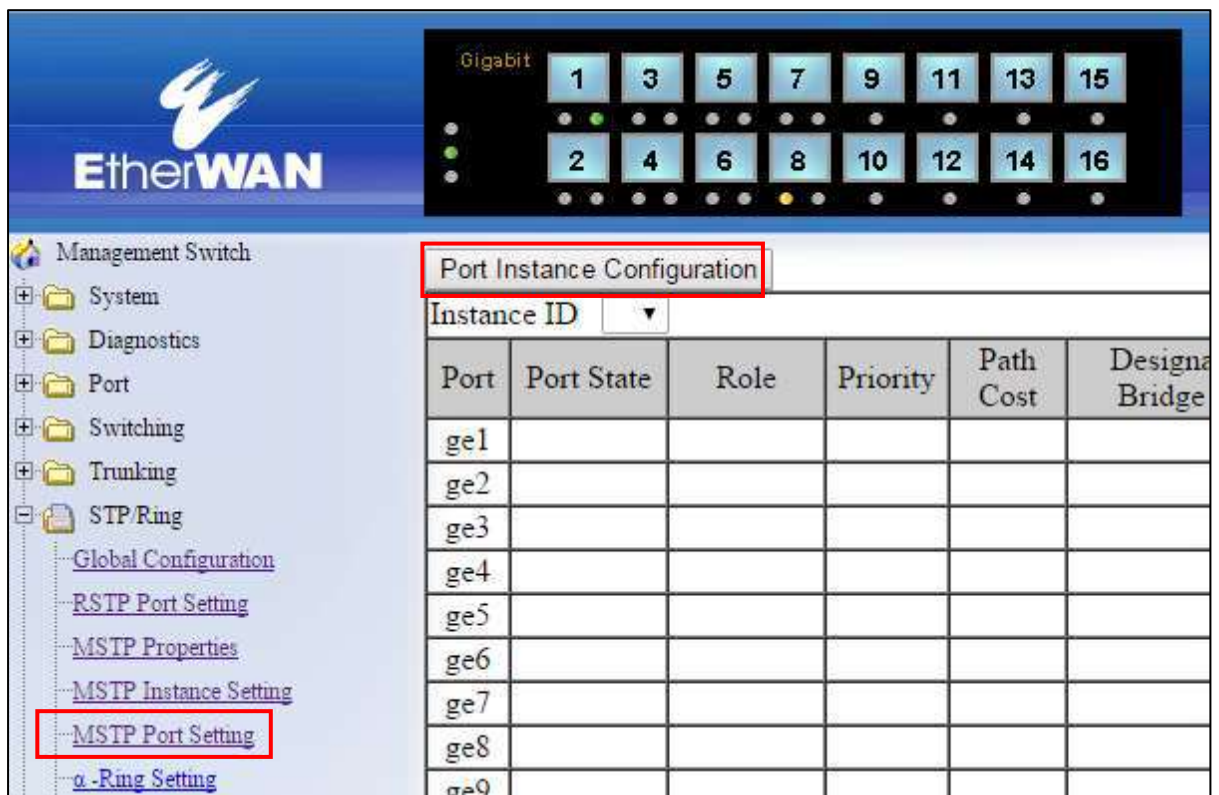 EtherWAN
Gigabit
1 3 5 7 9 11 13 15
2 4 6 8 10 12 14 16
Management Switch
System
Diagnostics
Port
Switching
Trunking
STP/Ring
Global Configuration
RSTP Port Setting
MSTP Properties
MSTP Instance Setting
MSTP Port Setting
α -Ring Setting
Port Instance Configuration
Instance ID
Port Port State Role Priority Path Cost Designa Bridge
ge1
ge2
ge3
ge4
ge5
ge6
ge7
ge8
ge9